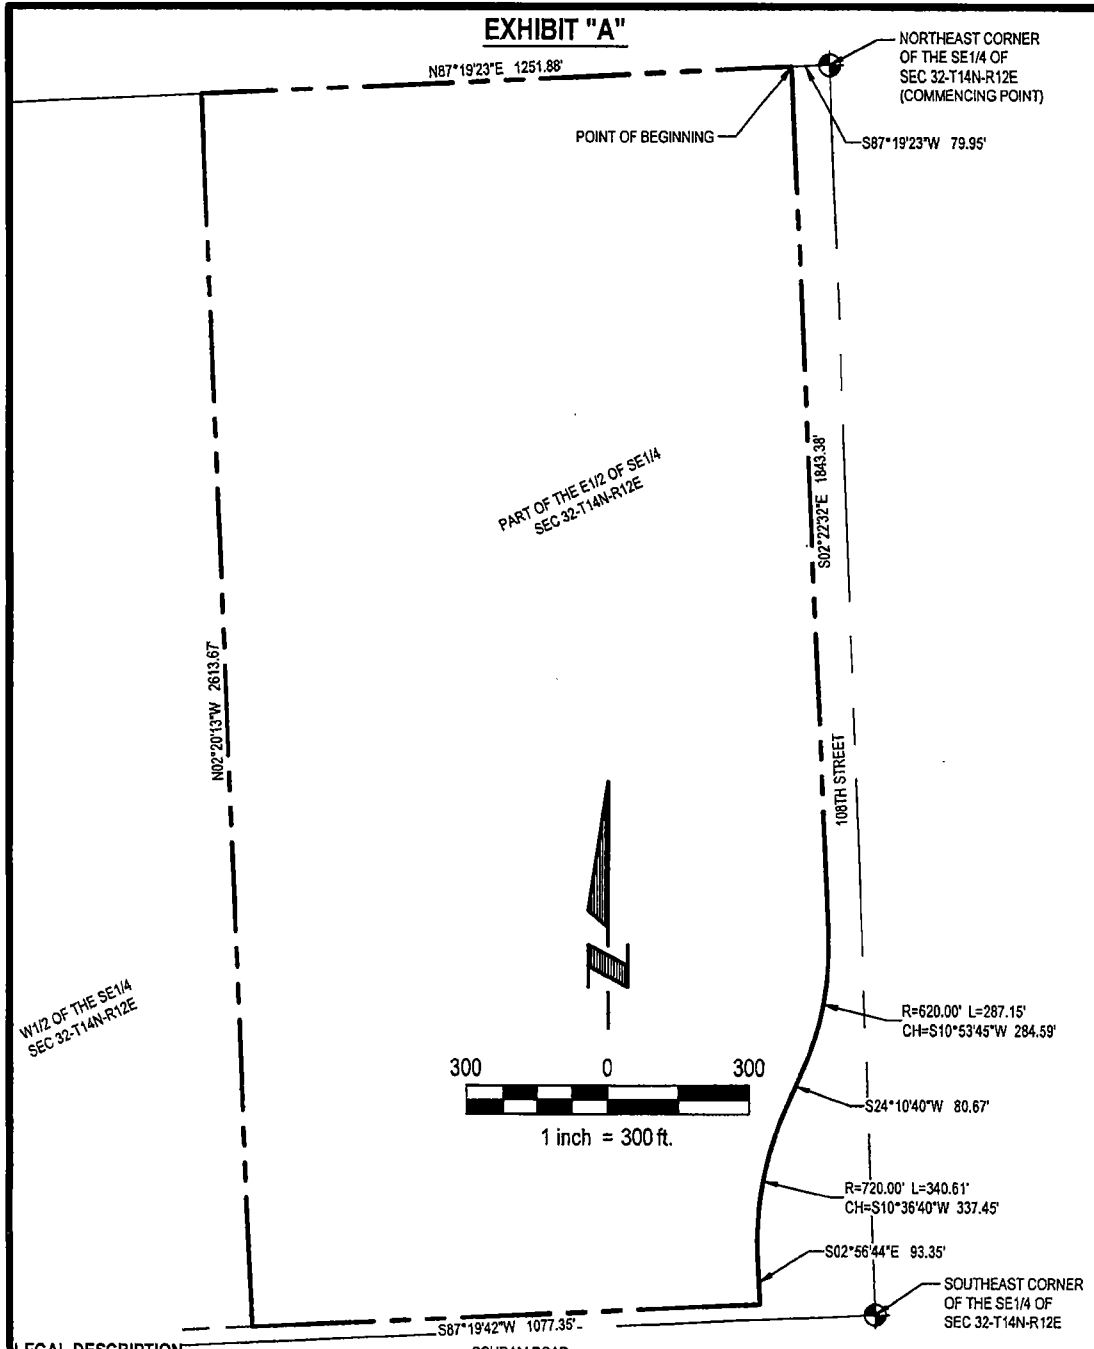 EXHIBIT "A"
NORTHEAST CORNER
OF THE SE1/4 OF
SEC 32-T14N-R12E
(COMMENCING POINT)
N87°19'23"E 1251.88'
POINT OF BEGINNING
S87°19'23"W 79.95'
PART OF THE E1/2 OF SE1/4
SEC 32-T14N-R12E
S02°22'32"E 1843.38'
N02°20'13"W 2613.67'
108TH STREET
W1/2 OF THE SE1/4
SEC 32-T14N-R12E
R=620.00' L=287.15'
CH=S10°53'45"W 284.59'
300 0 300
S24°10'40"W 80.67'
1 inch = 300 ft.
R=720.00' L=340.61'
CH=S10°36'40"W 337.45'
S02°56'44"E 93.35'
SOUTHEAST CORNER
OF THE SE1/4 OF
SEC 32-T14N-R12E
S87°19'42"W 1077.35'
LEGAL DESCRIPTION